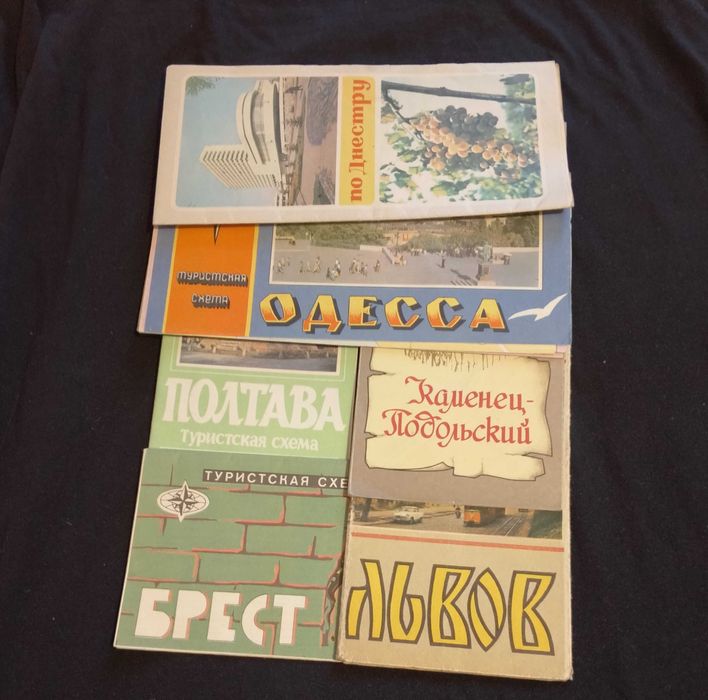 по Днестру
туристская
схема
ОДЕССА
ПОЛТАВА
Туристская схема
Каменец-
Подольский
ТУРИСТСКАЯ СХЕ
БРЕСТ
ЛЬВОВ